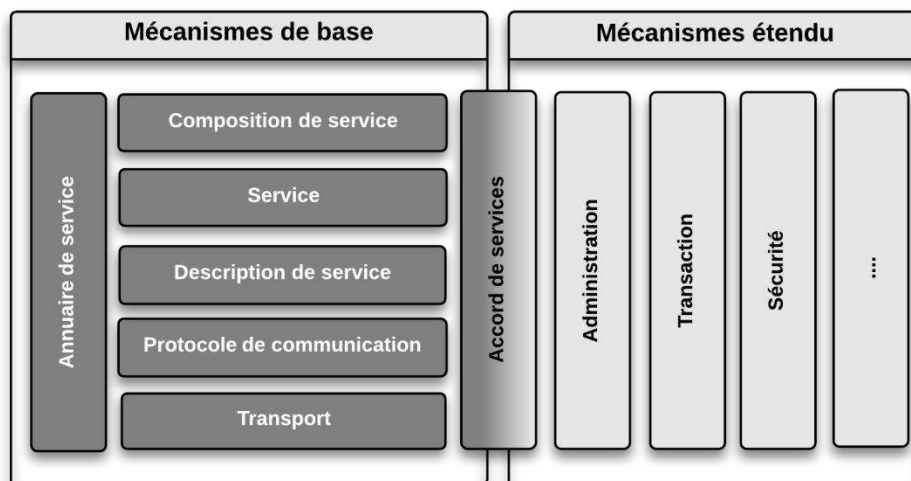 Mécanismes de base
Mécanismes étendu
Annuaire de service
Composition de service
Service
Description de service
Protocole de communication
Transport
Accord de services
Administration
Transaction
Sécurité
....